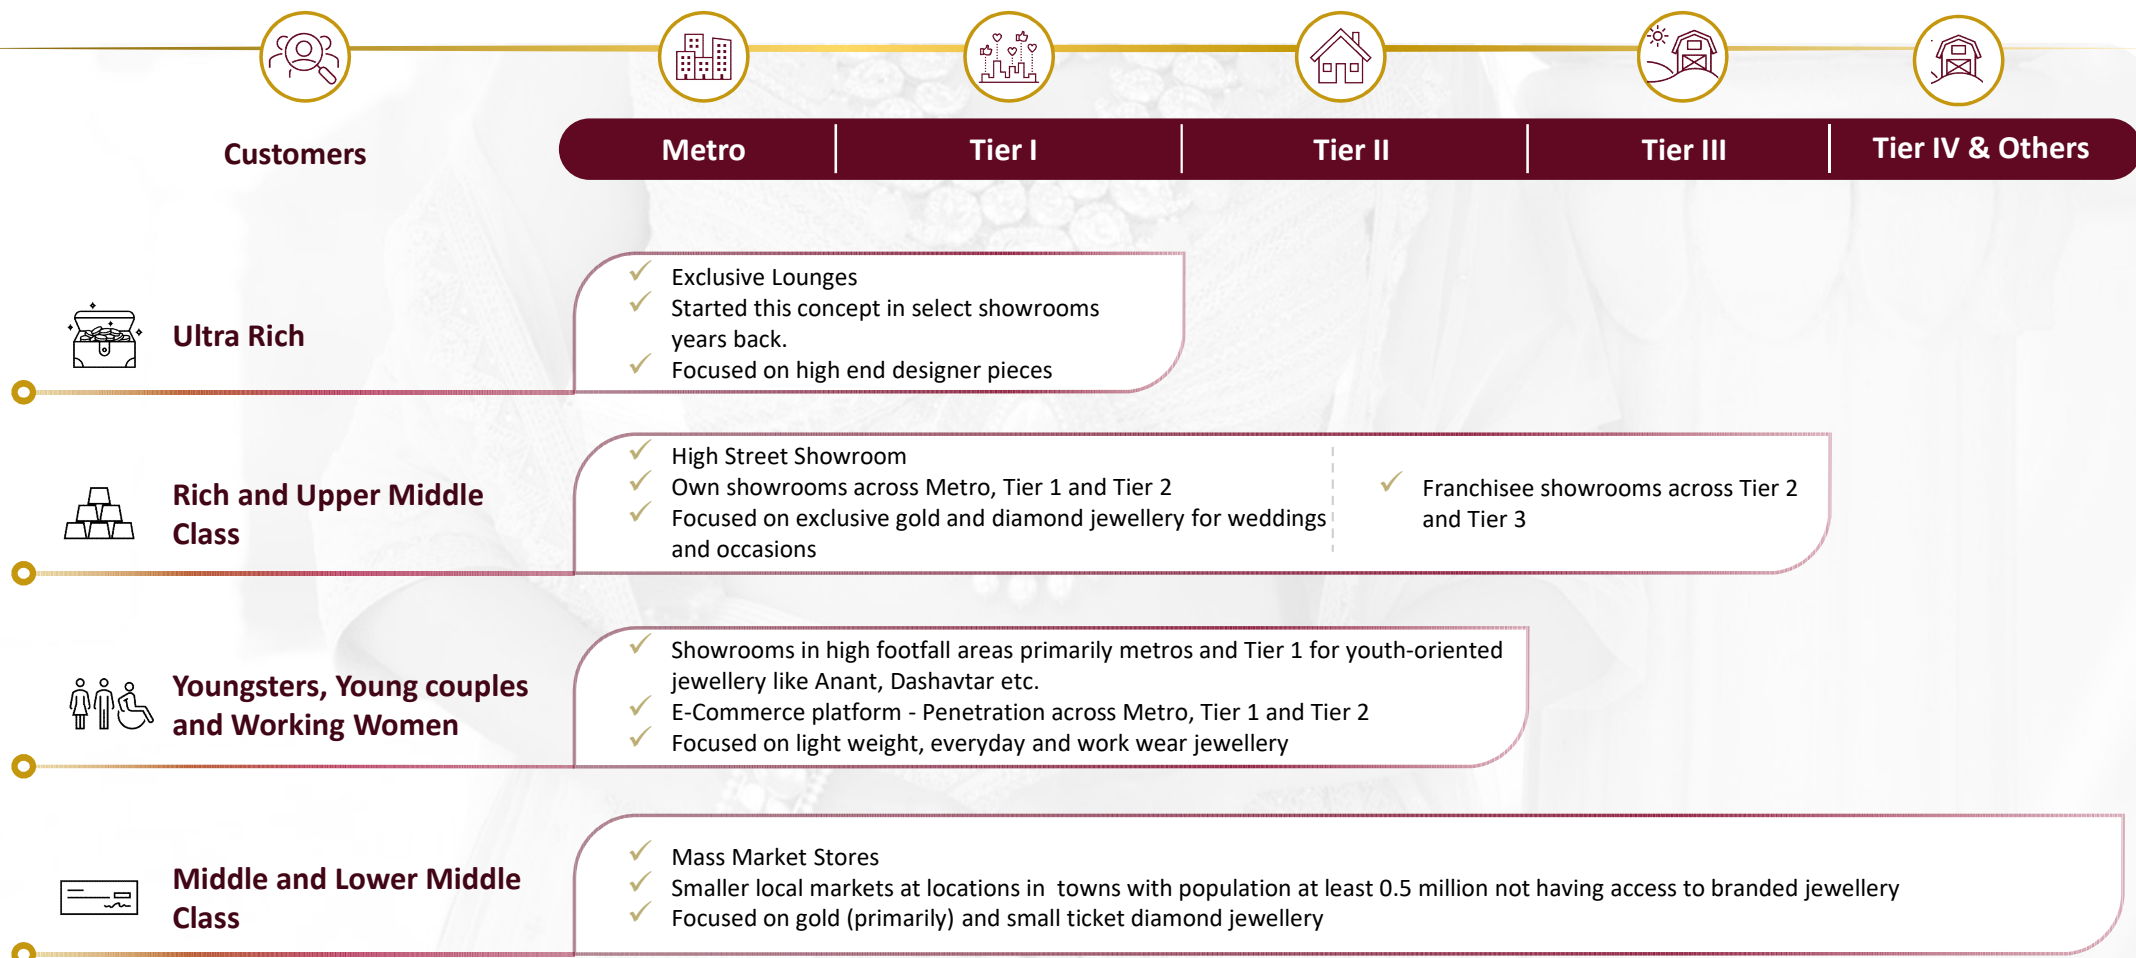 Customers
Metro
Tier I
Tier II
Tier III
Tier IV & Others
Ultra Rich
Exclusive Lounges
Started this concept in select showrooms
years back.
Focused on high end designer pieces
Rich and Upper Middle
Class
High Street Showroom
Own showrooms across Metro, Tier 1 and Tier 2
Focused on exclusive gold and diamond jewellery for weddings
and occasions
Franchisee showrooms across Tier 2
and Tier 3
Youngsters, Young couples
and Working Women
Showrooms in high footfall areas primarily metros and Tier 1 for youth-oriented
jewellery like Anant, Dashavtar etc.
E-Commerce platform - Penetration across Metro, Tier 1 and Tier 2
Focused on light weight, everyday and work wear jewellery
Middle and Lower Middle
Class
Mass Market Stores
Smaller local markets at locations in  towns with population at least 0.5 million not having access to branded jewellery
Focused on gold (primarily) and small ticket diamond jewellery